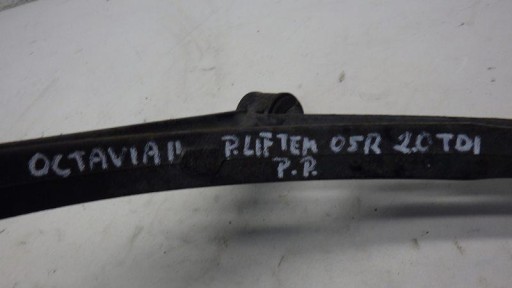 OCTAVIA II P.LIFTEM 05R 2.0 TDI
P.P.